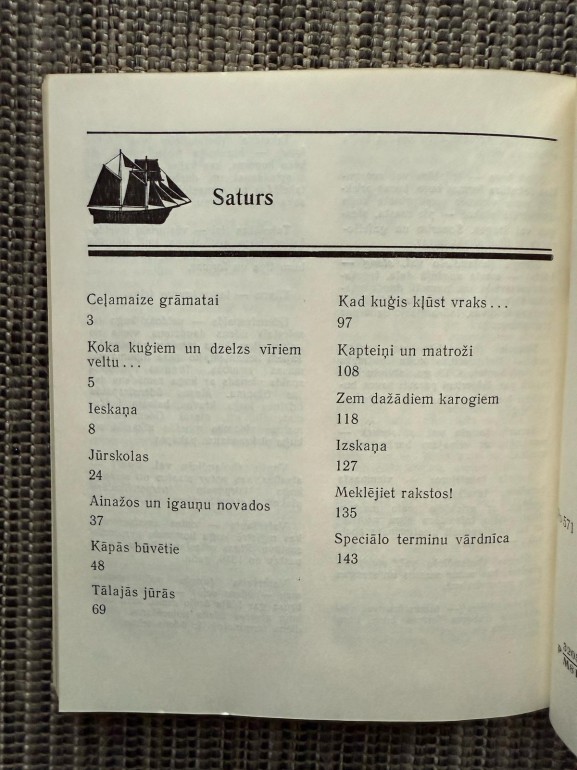 Saturs
Ceļamaize grāmatai
3
Koka kuģiem un dzelzs vīriem
veltu...
5
Ieskaņa
8
Jūrskolas
24
Ainažos un igauņu novados
37
Kāpās būvētie
48
Tālajās jūrās
69
Kad kuģis kļūst vraks...
97
Kapteiņi un matroži
108
Zem dažādiem karogiem
118
Izskaņa
127
Meklējiet rakstos!
135
Speciālo terminu vārdnīca
143